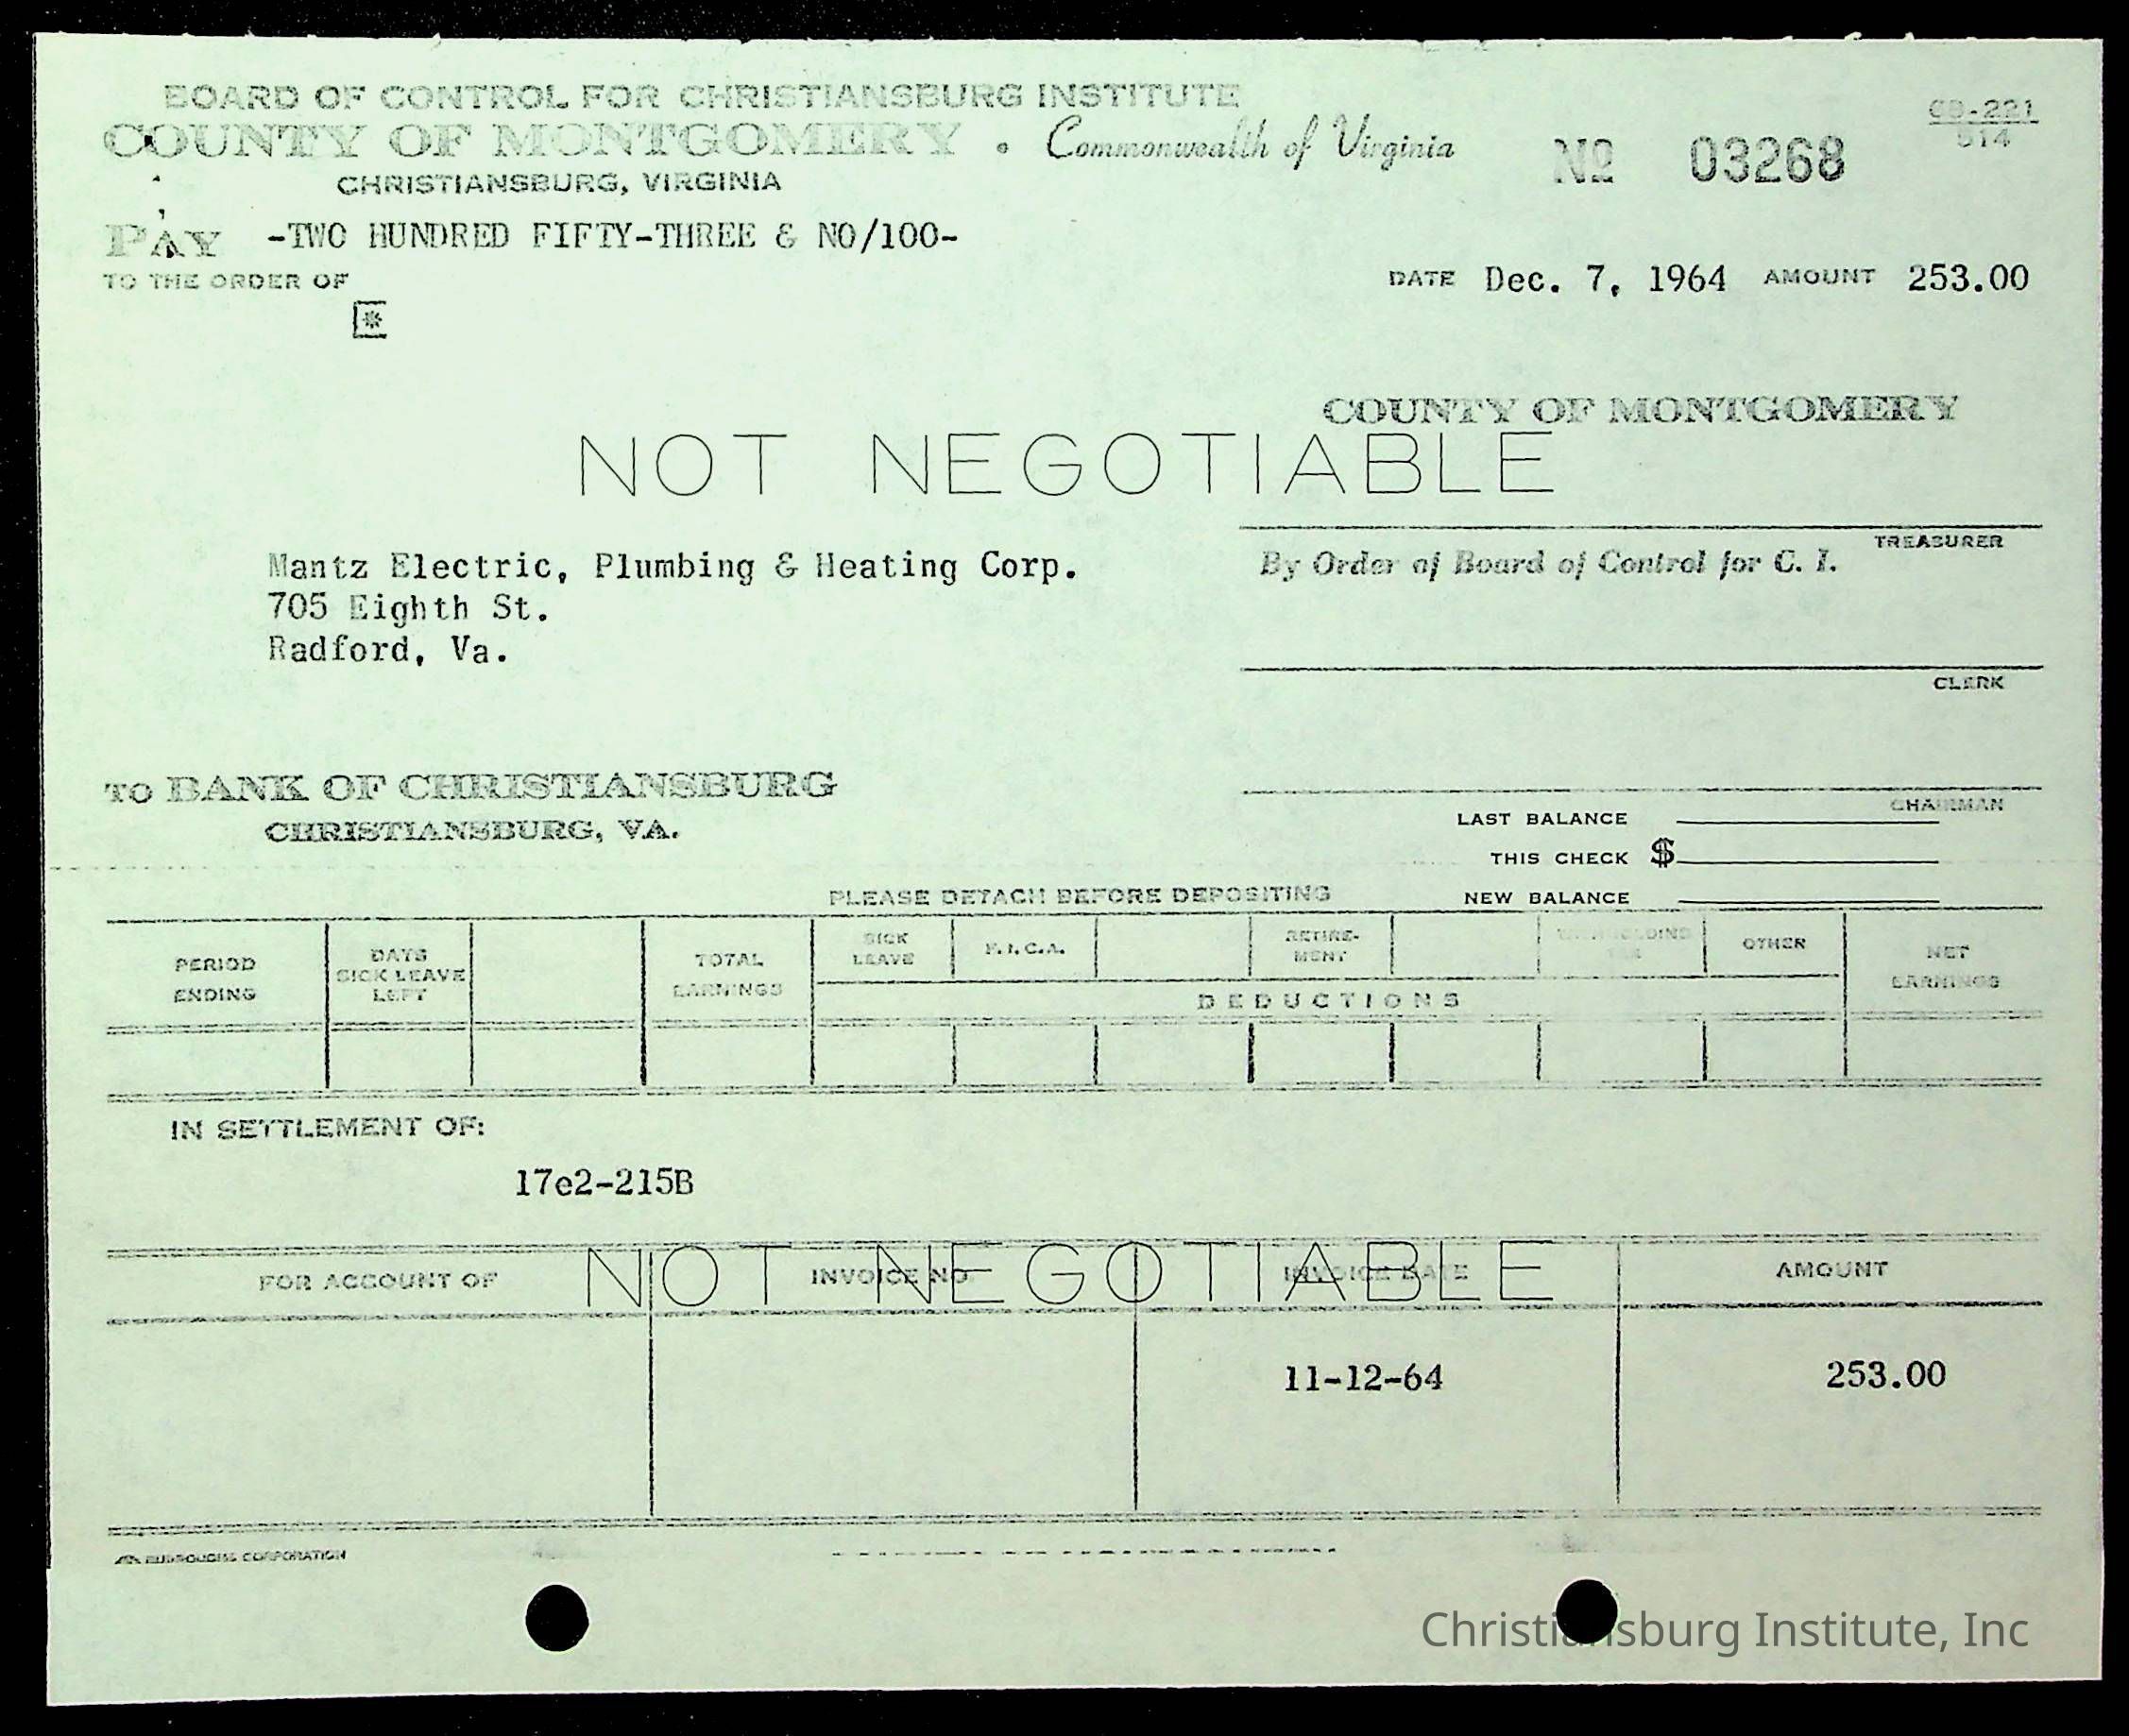 BOARD OF CONTROL FOR CHRISTIANSBURG INSTITUTE
COUNTY OF MONTGOMERY • Commonwealth of Virginia
CHRISTIANSBURG, VIRGINIA
No 03268
68-221
514
PAY -TWO HUNDRED FIFTY-THREE & NO/100-
TO THE ORDER OF
DATE Dec. 7, 1964 AMOUNT 253.00
COUNTY OF MONTGOMERY
NOT NEGOTIABLE
TREASURER
Mantz Electric, Plumbing & Heating Corp.
705 Eighth St.
Radford, Va.
By Order of Board of Control for C. I.
CLERK
TO BANK OF CHRISTIANSBURG
CHRISTIANSBURG, VA.
CHAIRMAN
LAST BALANCE
THIS CHECK $
NEW BALANCE
PLEASE DETACH BEFORE DEPOSITING
PERIOD ENDING
DAYS SICK LEAVE LEFT
TOTAL EARNINGS
SICK LEAVE
F.I.C.A.
RETIREMENT
WITHHOLDING
OTHER
NET EARNINGS
DEDUCTIONS
IN SETTLEMENT OF:
17e2-215B
NOT NEGOTIABLE
FOR ACCOUNT OF INVOICE NO. INVOICE DATE AMOUNT
11-12-64 253.00
BURROUGHS CORPORATION
Christiansburg Institute, Inc